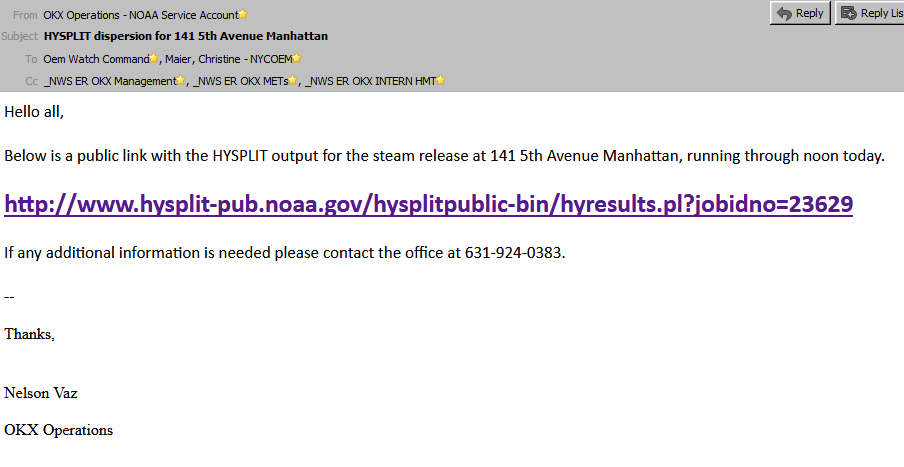 From OKX Operations - NOAA Service Account
Reply
Reply Lis
Subject HYSPLIT dispersion for 141 5th Avenue Manhattan
To Oem Watch Command, Maier, Christine - NYCOEM
Cc _NWS ER OKX Management, _NWS ER OKX METs, _NWS ER OKX INTERN HMT
Hello all,
Below is a public link with the HYSPLIT output for the steam release at 141 5th Avenue Manhattan, running through noon today.
http://www.hysplit-pub.noaa.gov/hysplitpublic-bin/hyresults.pl?jobidno=23629
If any additional information is needed please contact the office at 631-924-0383.
--
Thanks,
Nelson Vaz
OKX Operations